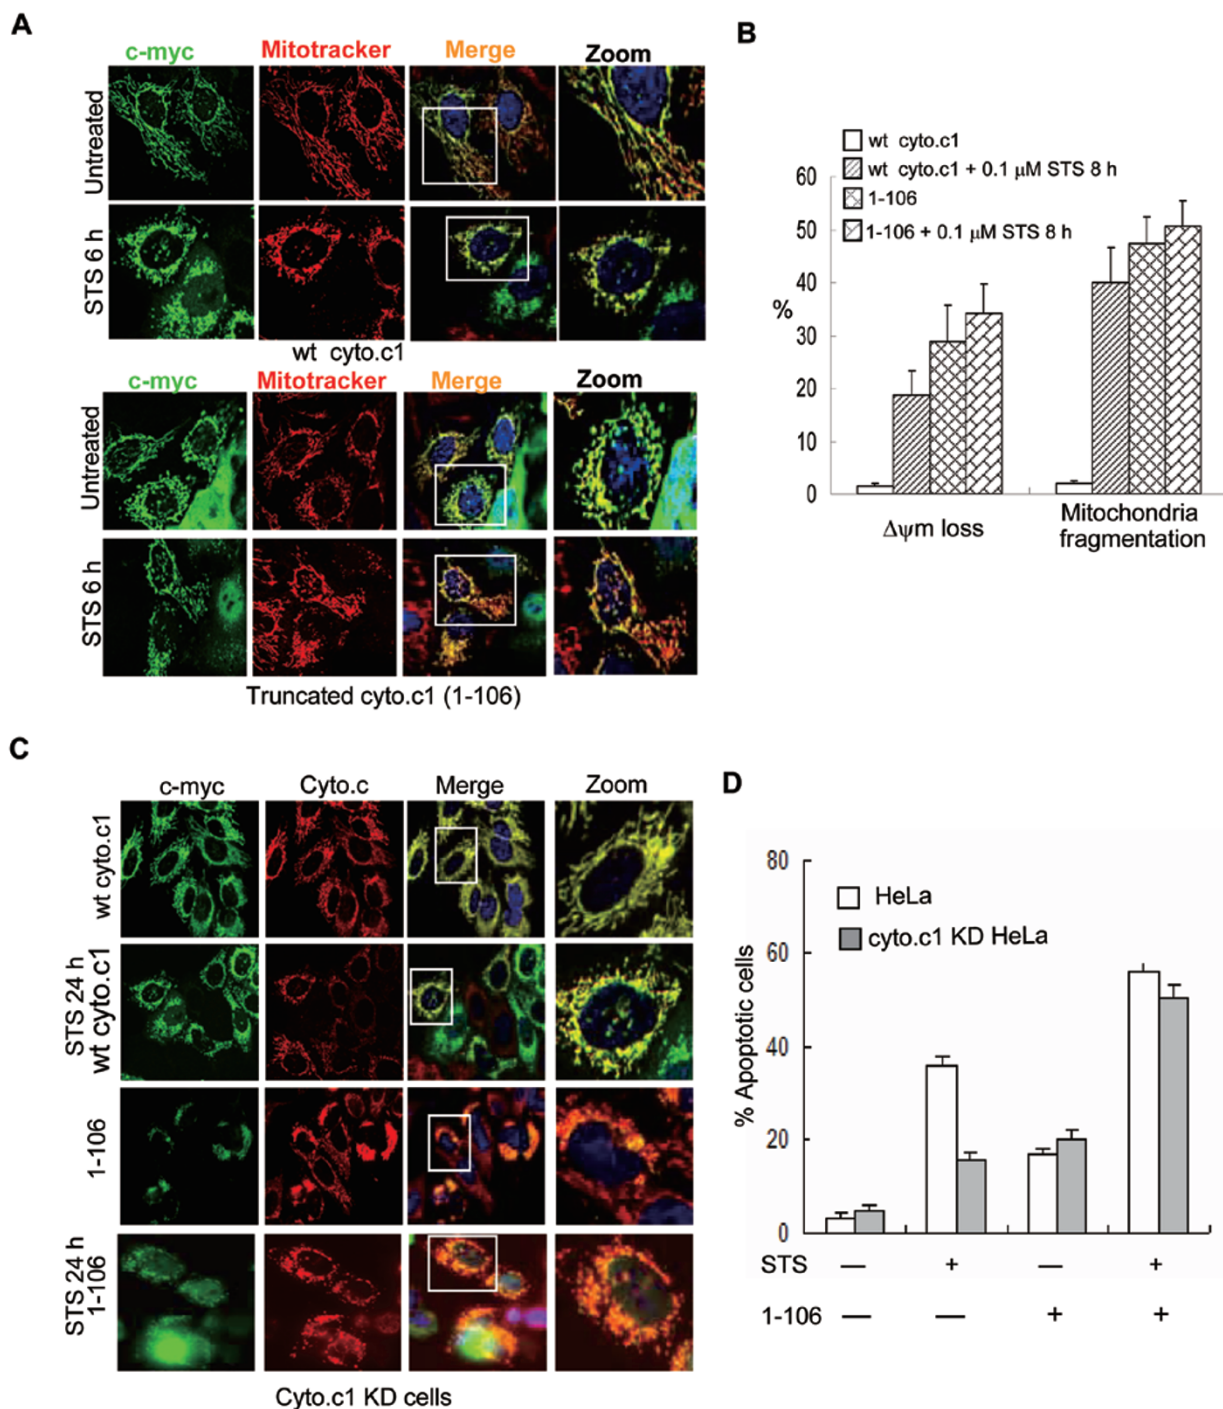 A
c-myc Mitotracker Merge Zoom
Untreated
STS 6 h
wt cyto.c1
c-myc Mitotracker Merge Zoom
Untreated
STS 6 h
Truncated cyto.c1 (1-106)
B
wt cyto.c1
wt cyto.c1 + 0.1 μM STS 8 h
1-106
1-106 + 0.1 μM STS 8 h
%
60
50
40
30
20
10
0
Δψm loss
Mitochondria
fragmentation
C
c-myc Cyto.c Merge Zoom
wt cyto.c1
STS 24 h
wt cyto.c1
1-106
STS 24 h
1-106
Cyto.c1 KD cells
D
HeLa
cyto.c1 KD HeLa
% Apoptotic cells
80
60
40
20
0
STS — + — +
1-106 — — + +